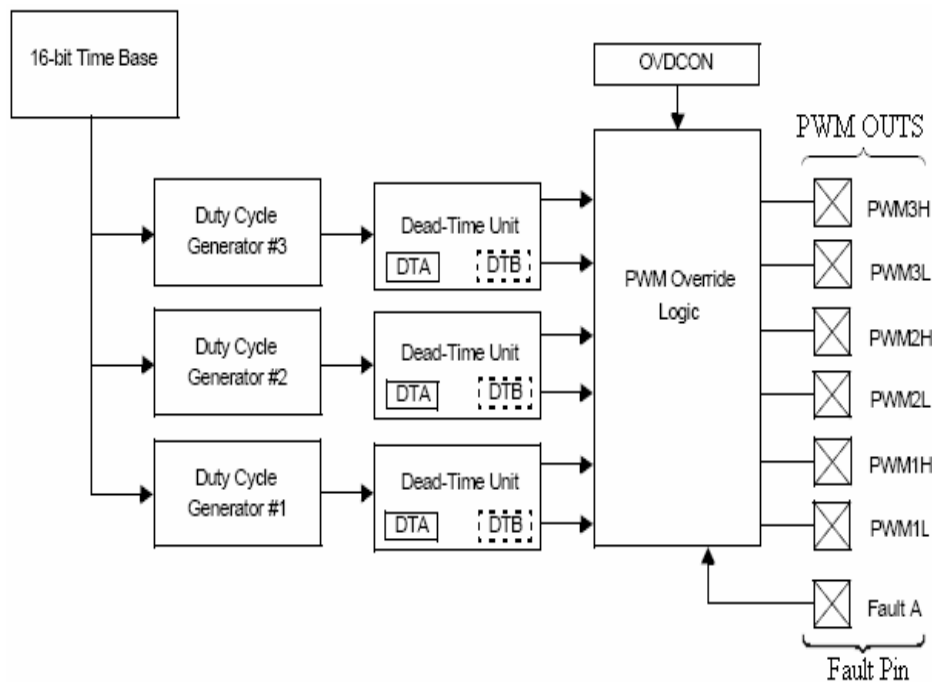 16-bit Time Base
OVDCON
PWM OUTS
Duty Cycle
Generator #3
Dead-Time Unit
DTA
DTB
PWM Override
Logic
PWM3H
PWM3L
Duty Cycle
Generator #2
Dead-Time Unit
DTA
DTB
PWM2H
PWM2L
Duty Cycle
Generator #1
Dead-Time Unit
DTA
DTB
PWM1H
PWM1L
Fault A
Fault Pin